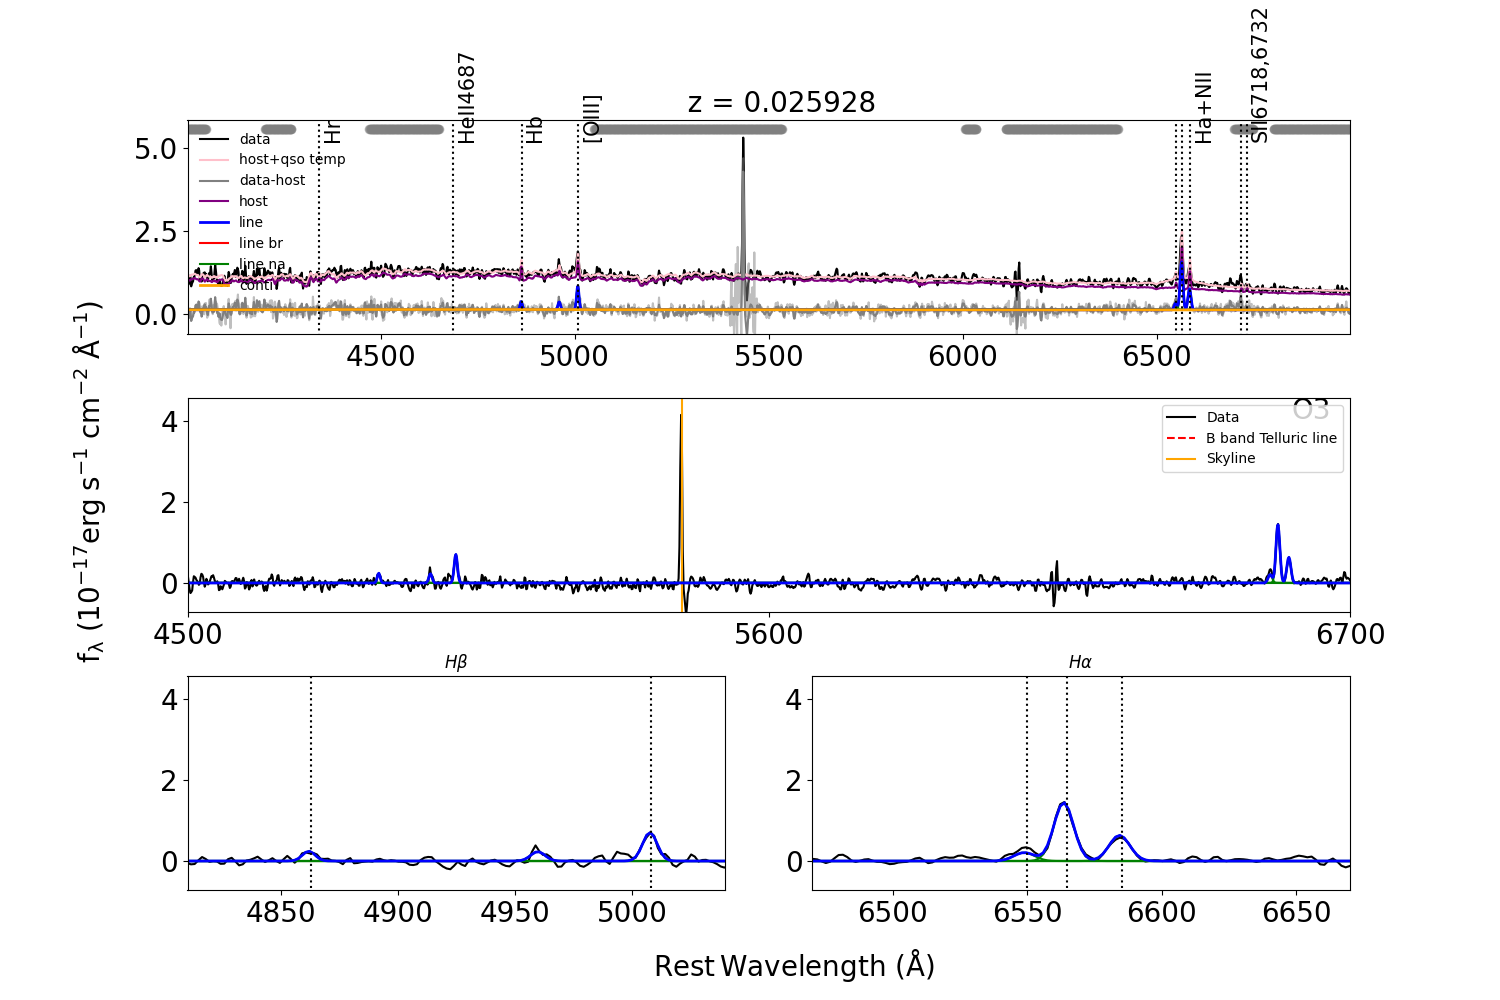 z = 0.025928
Hr
HeII4687
Hb
[OIII]
Ha+NII
SII6718,6732
data
host+qso temp
data-host
host
line
line br
line na
conti
5.0
2.5
0.0
4500 5000 5500 6000 6500
f_λ (10^{−17} erg s^{−1} cm^{−2} Å^{−1})
O3
Data
B band Telluric line
Skyline
4
2
0
4500 5600 6700
Hβ
4
2
0
4850 4900 4950 5000
Hα
4
2
0
6500 6550 6600 6650
Rest Wavelength (Å)